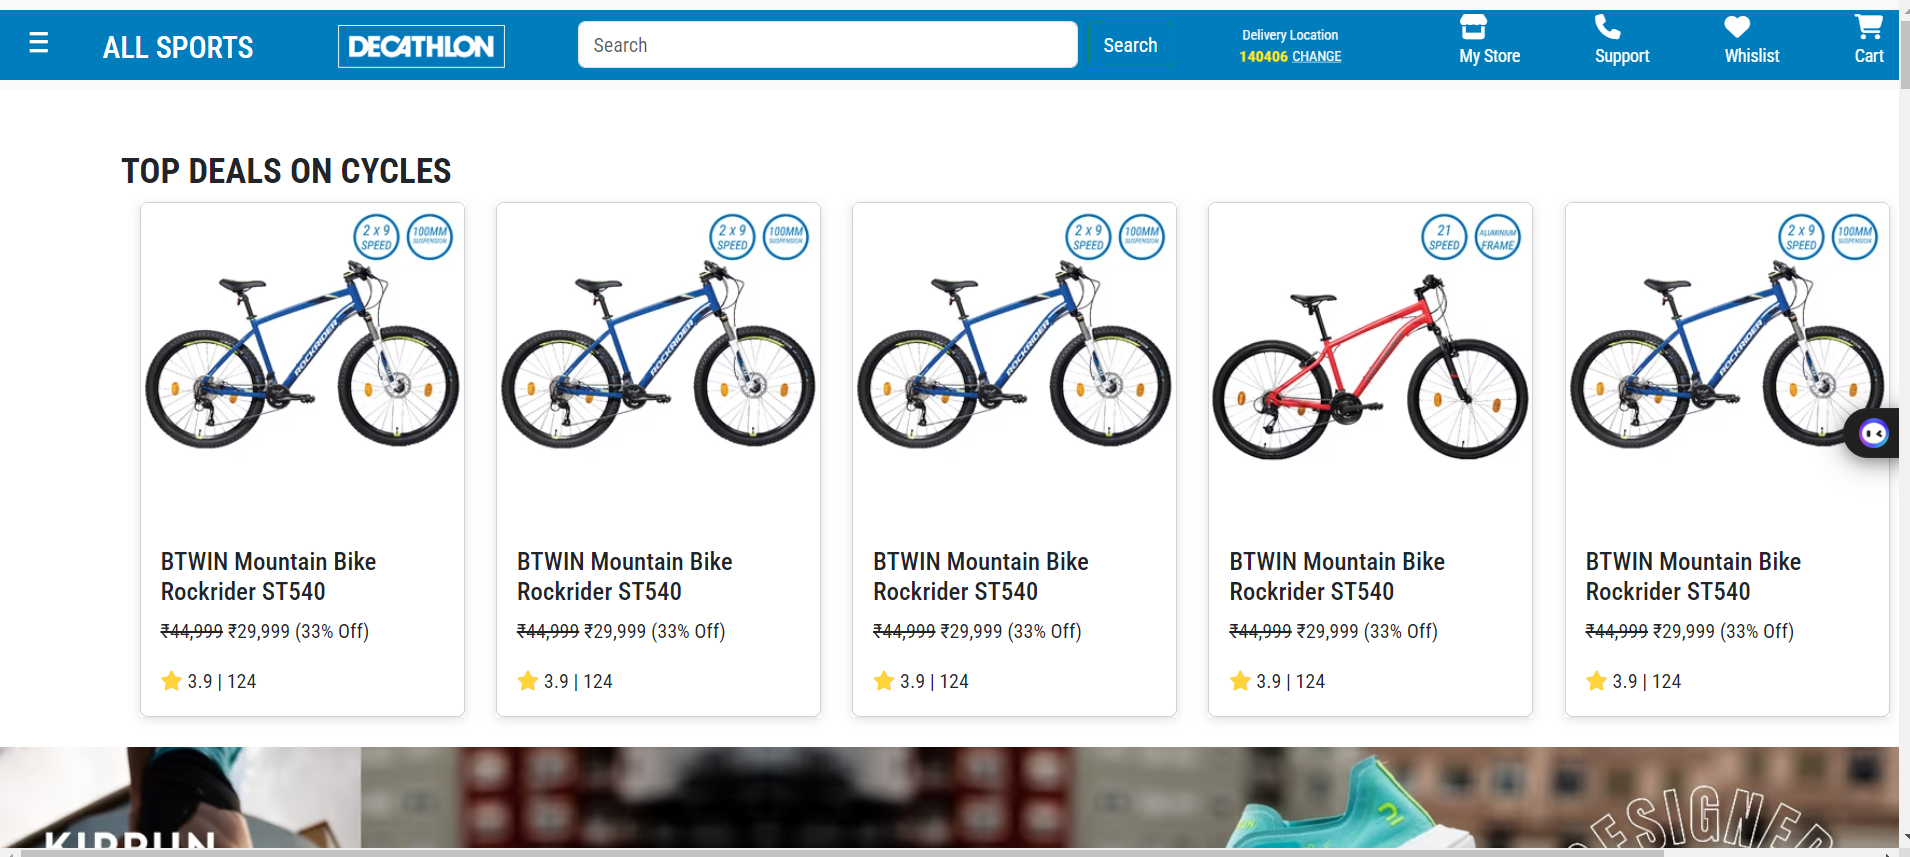 ALL SPORTS
DECATHLON
Search
Search
Delivery Location
140406 CHANGE
My Store
Support
Whislist
Cart
TOP DEALS ON CYCLES
2 x 9 SPEED
100MM SUSPENSION
ROCKRIDER
BTWIN Mountain Bike
Rockrider ST540
₹44,999 ₹29,999 (33% Off)
3.9 | 124
2 x 9 SPEED
100MM SUSPENSION
ROCKRIDER
BTWIN Mountain Bike
Rockrider ST540
₹44,999 ₹29,999 (33% Off)
3.9 | 124
2 x 9 SPEED
100MM SUSPENSION
ROCKRIDER
BTWIN Mountain Bike
Rockrider ST540
₹44,999 ₹29,999 (33% Off)
3.9 | 124
21 SPEED
ALUMINIUM FRAME
BTWIN Mountain Bike
Rockrider ST540
₹44,999 ₹29,999 (33% Off)
3.9 | 124
2 x 9 SPEED
100MM SUSPENSION
ROCKRIDER
BTWIN Mountain Bike
Rockrider ST540
₹44,999 ₹29,999 (33% Off)
3.9 | 124
KIPRUN
DESIGNED